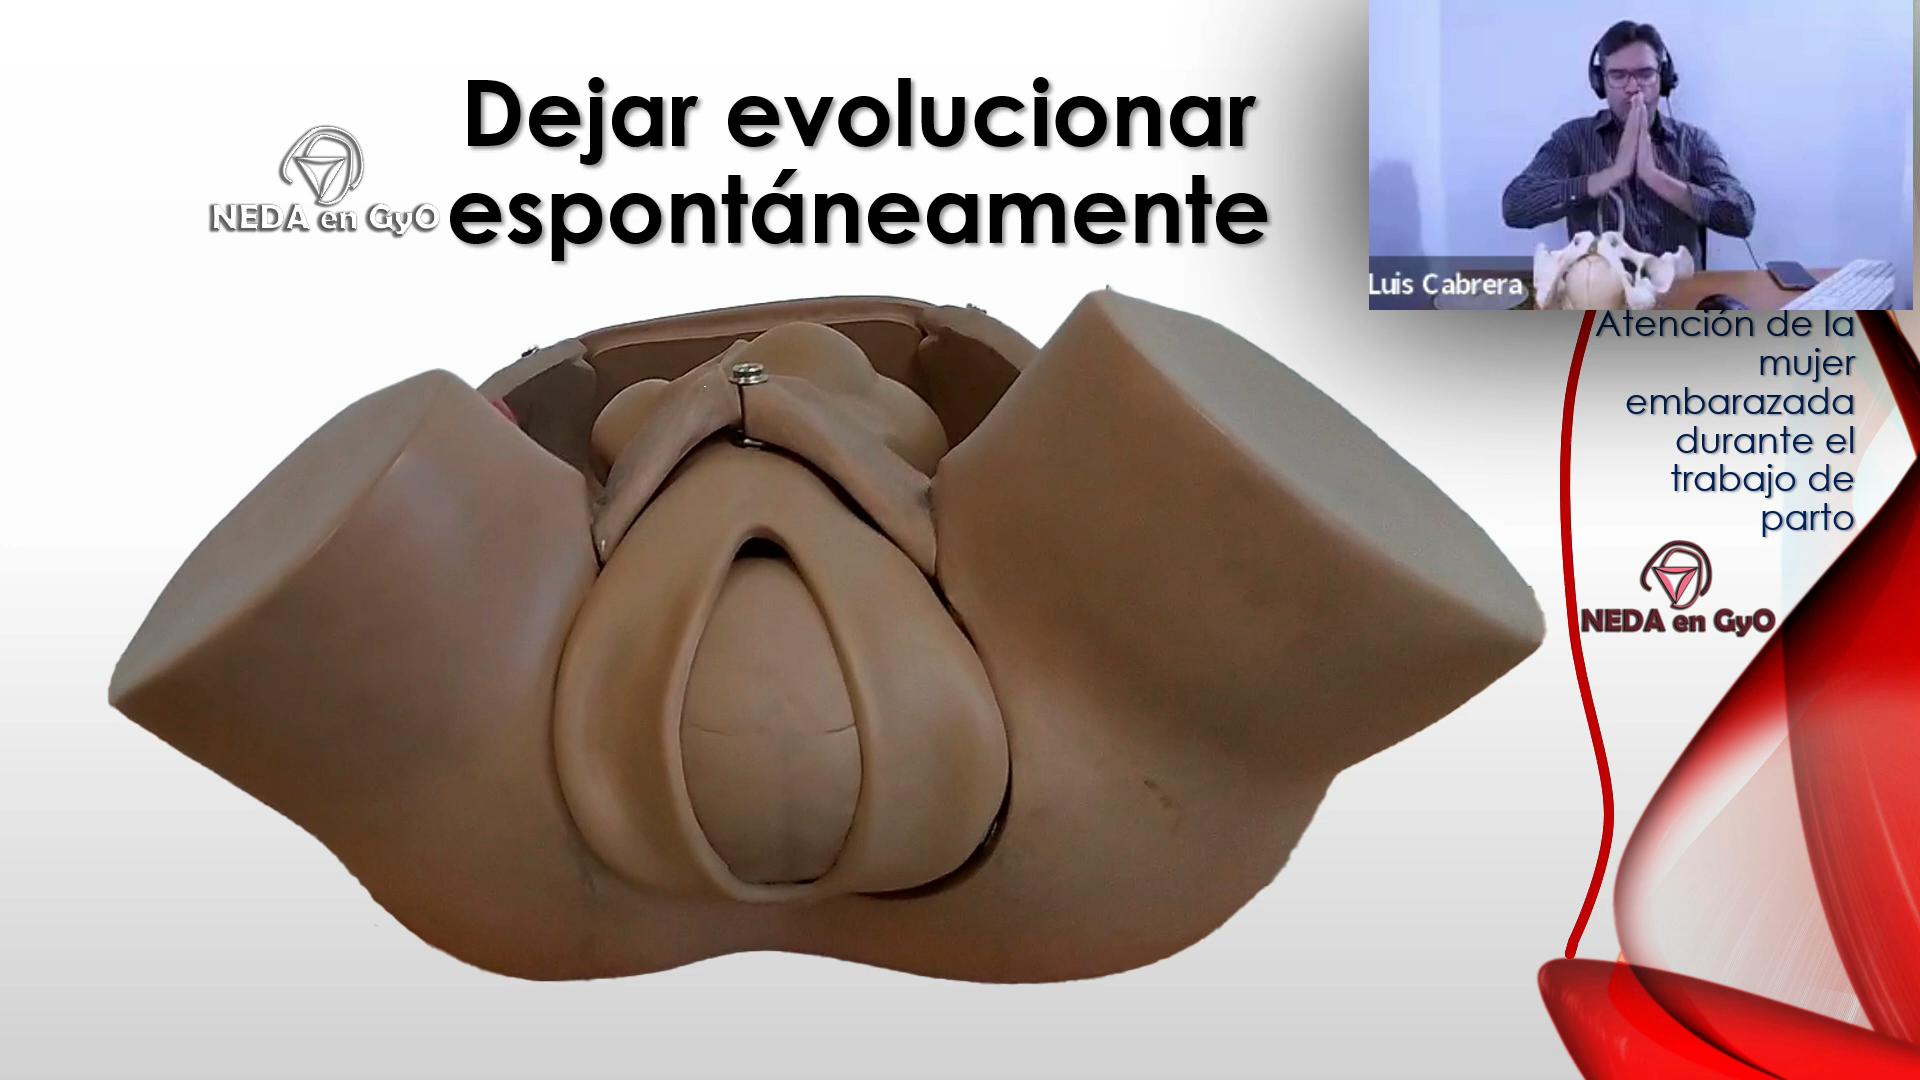 Dejar evolucionar
espontáneamente
NEDA en GyO
Luis Cabrera
Atención de la
mujer
embarazada
durante el
trabajo de
parto
NEDA en GyO